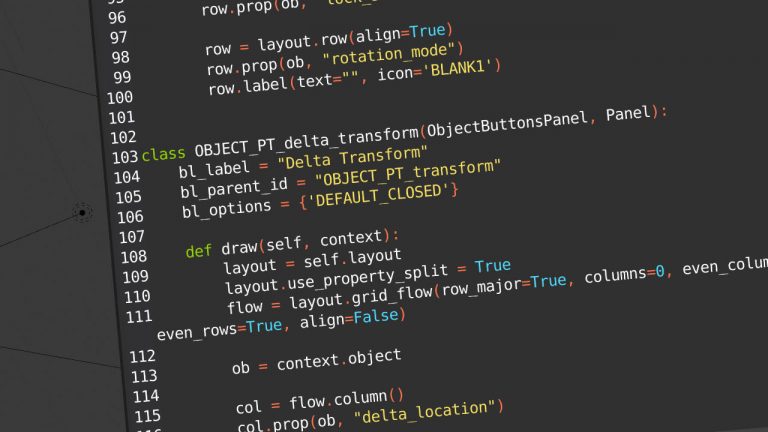 96 row.prop(ob,
97
98 row = layout.row(align=True)
99 row.prop(ob, "rotation_mode")
100 row.label(text="", icon='BLANK1')
101
102
103 class OBJECT_PT_delta_transform(ObjectButtonsPanel, Panel):
104 bl_label = "Delta Transform"
105 bl_parent_id = "OBJECT_PT_transform"
106 bl_options = {'DEFAULT_CLOSED'}
107
108 def draw(self, context):
109 layout = self.layout
110 layout.use_property_split = True
111 flow = layout.grid_flow(row_major=True, columns=0, even_colum
even_rows=True, align=False)
112
113 ob = context.object
114
115 col = flow.column()
116 col.prop(ob, "delta_location")